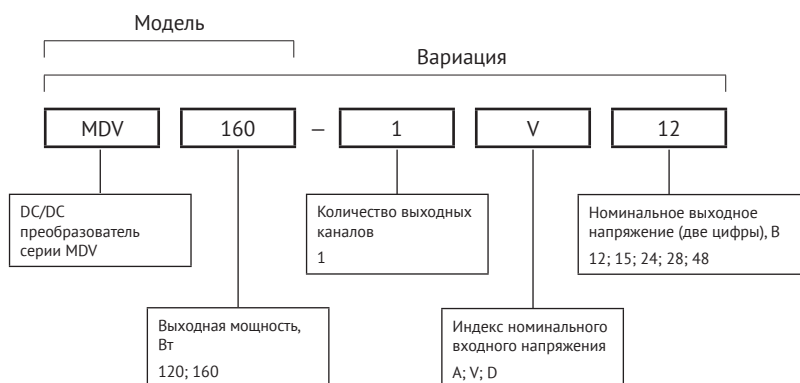 Модель
Вариация
MDV
160
–
1
V
12
DC/DC
преобразователь
серии MDV
Количество выходных
каналов
1
Номинальное выходное
напряжение (две цифры), В
12; 15; 24; 28; 48
Выходная мощность,
Вт
120; 160
Индекс номинального
входного напряжения
A; V; D